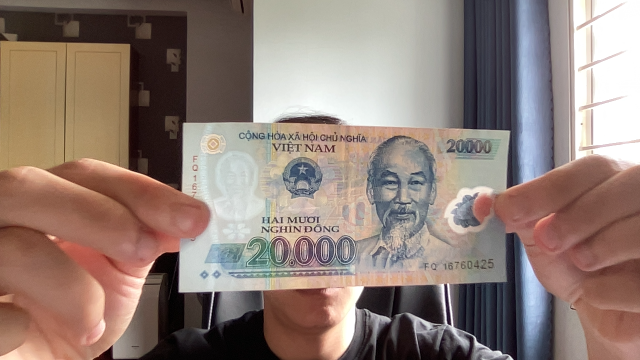 CỘNG HÒA XÃ HỘI CHỦ NGHĨA
VIỆT NAM
20000
HAI MƯƠI
NGHÌN ĐỒNG
20.000
FQ 16760425